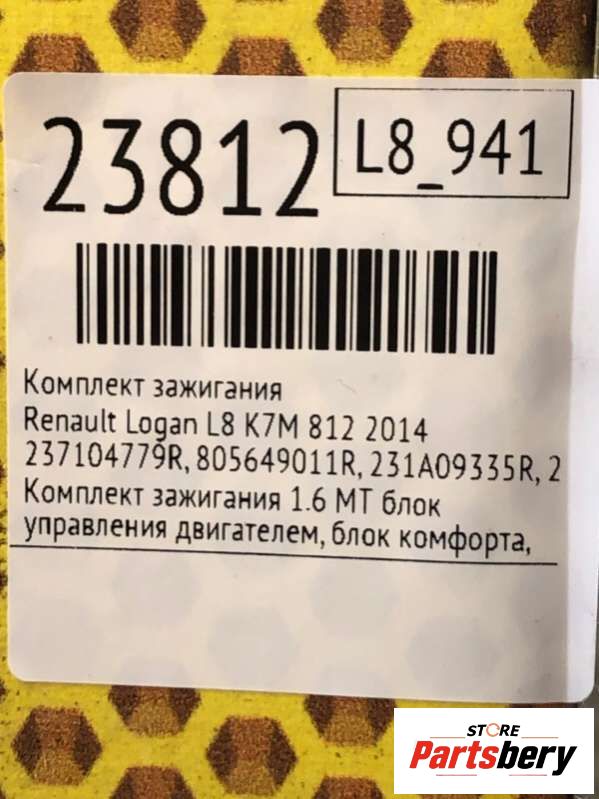 23812
L8_941
Комплект зажигания
Renault Logan L8 K7M 812 2014
237104779R, 805649011R, 231A09335R, 2
Комплект зажигания 1.6 МТ блок
управления двигателем, блок комфорта,
STORE
Partsbery